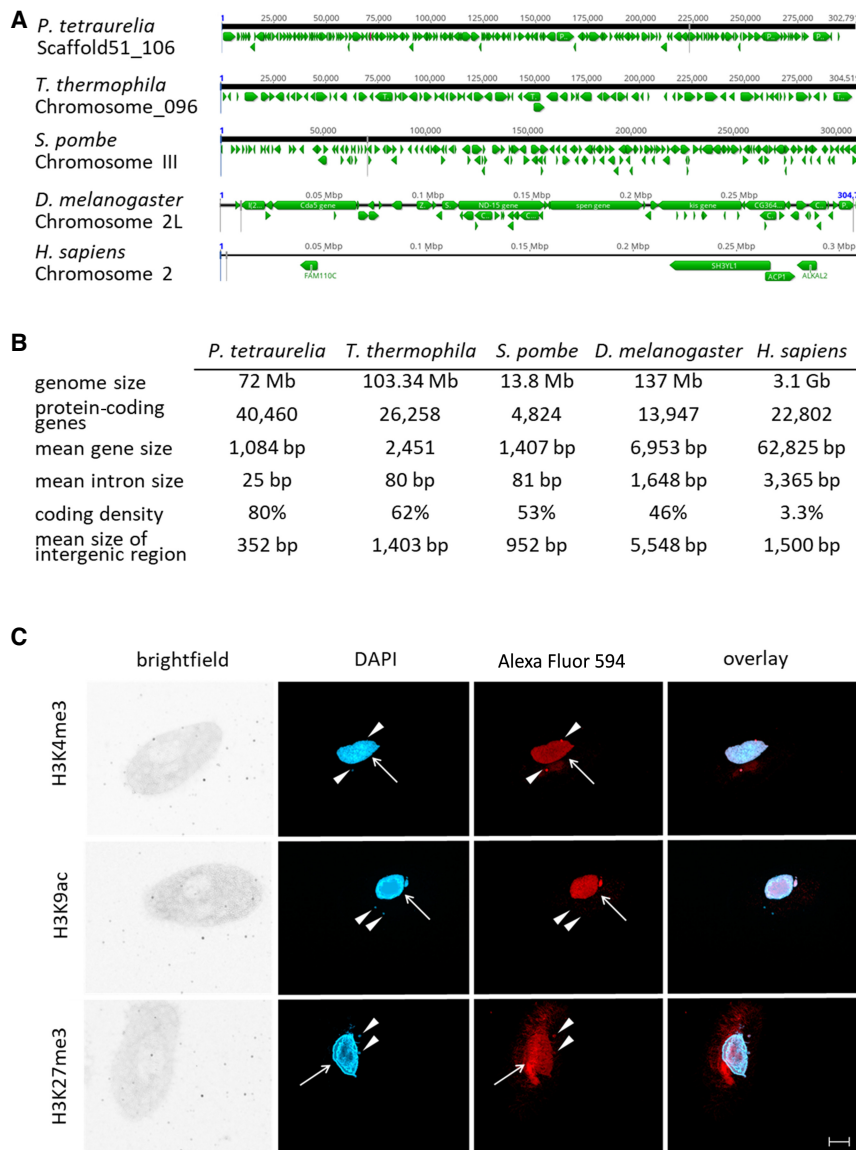 A
P. tetraurelia
Scaffold51_106
1 25,000 50,000 75,000 100,000 125,000 150,000 175,000 200,000 225,000 250,000 275,000 302,79
P... P... P...
T. thermophila
Chromosome_096
1 25,000 50,000 75,000 100,000 125,000 150,000 175,000 200,000 225,000 250,000 275,000 304,51
S. pombe
Chromosome III
1 50,000 100,000 150,000 200,000 250,000 300,000
D. melanogaster
Chromosome 2L
1 0.05 Mbp 0.1 Mbp 0.15 Mbp 0.2 Mbp 0.25 Mbp 304,7
Cda5 gene Z... S... ND-15 gene spen gene kis gene CG364... C... P...
C... C... C...
H. sapiens
Chromosome 2
1 0.05 Mbp 0.1 Mbp 0.15 Mbp 0.2 Mbp 0.25 Mbp 0.3 Mbp
FAM110C SH3YL1 ACP1 ALKAL2
B
P. tetraurelia T. thermophila S. pombe D. melanogaster H. sapiens
genome size 72 Mb 103.34 Mb 13.8 Mb 137 Mb 3.1 Gb
protein-coding
genes 40,460 26,258 4,824 13,947 22,802
mean gene size 1,084 bp 2,451 1,407 bp 6,953 bp 62,825 bp
mean intron size 25 bp 80 bp 81 bp 1,648 bp 3,365 bp
coding density 80% 62% 53% 46% 3.3%
mean size of
intergenic region 352 bp 1,403 bp 952 bp 5,548 bp 1,500 bp
C
brightfield DAPI Alexa Fluor 594 overlay
H3K4me3
H3K9ac
H3K27me3